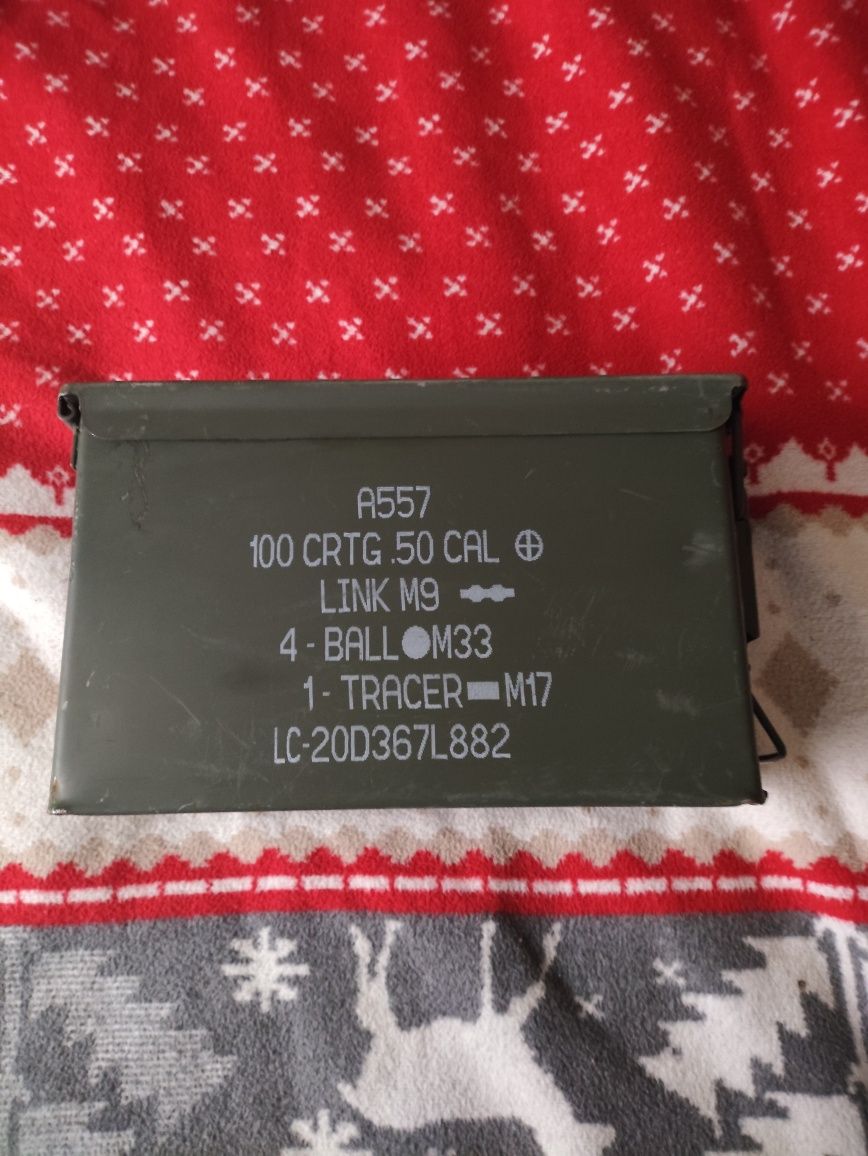 A557
100 CRTG .50 CAL
LINK M9
4 - BALL M33
1 - TRACER M17
LC-20D367L882